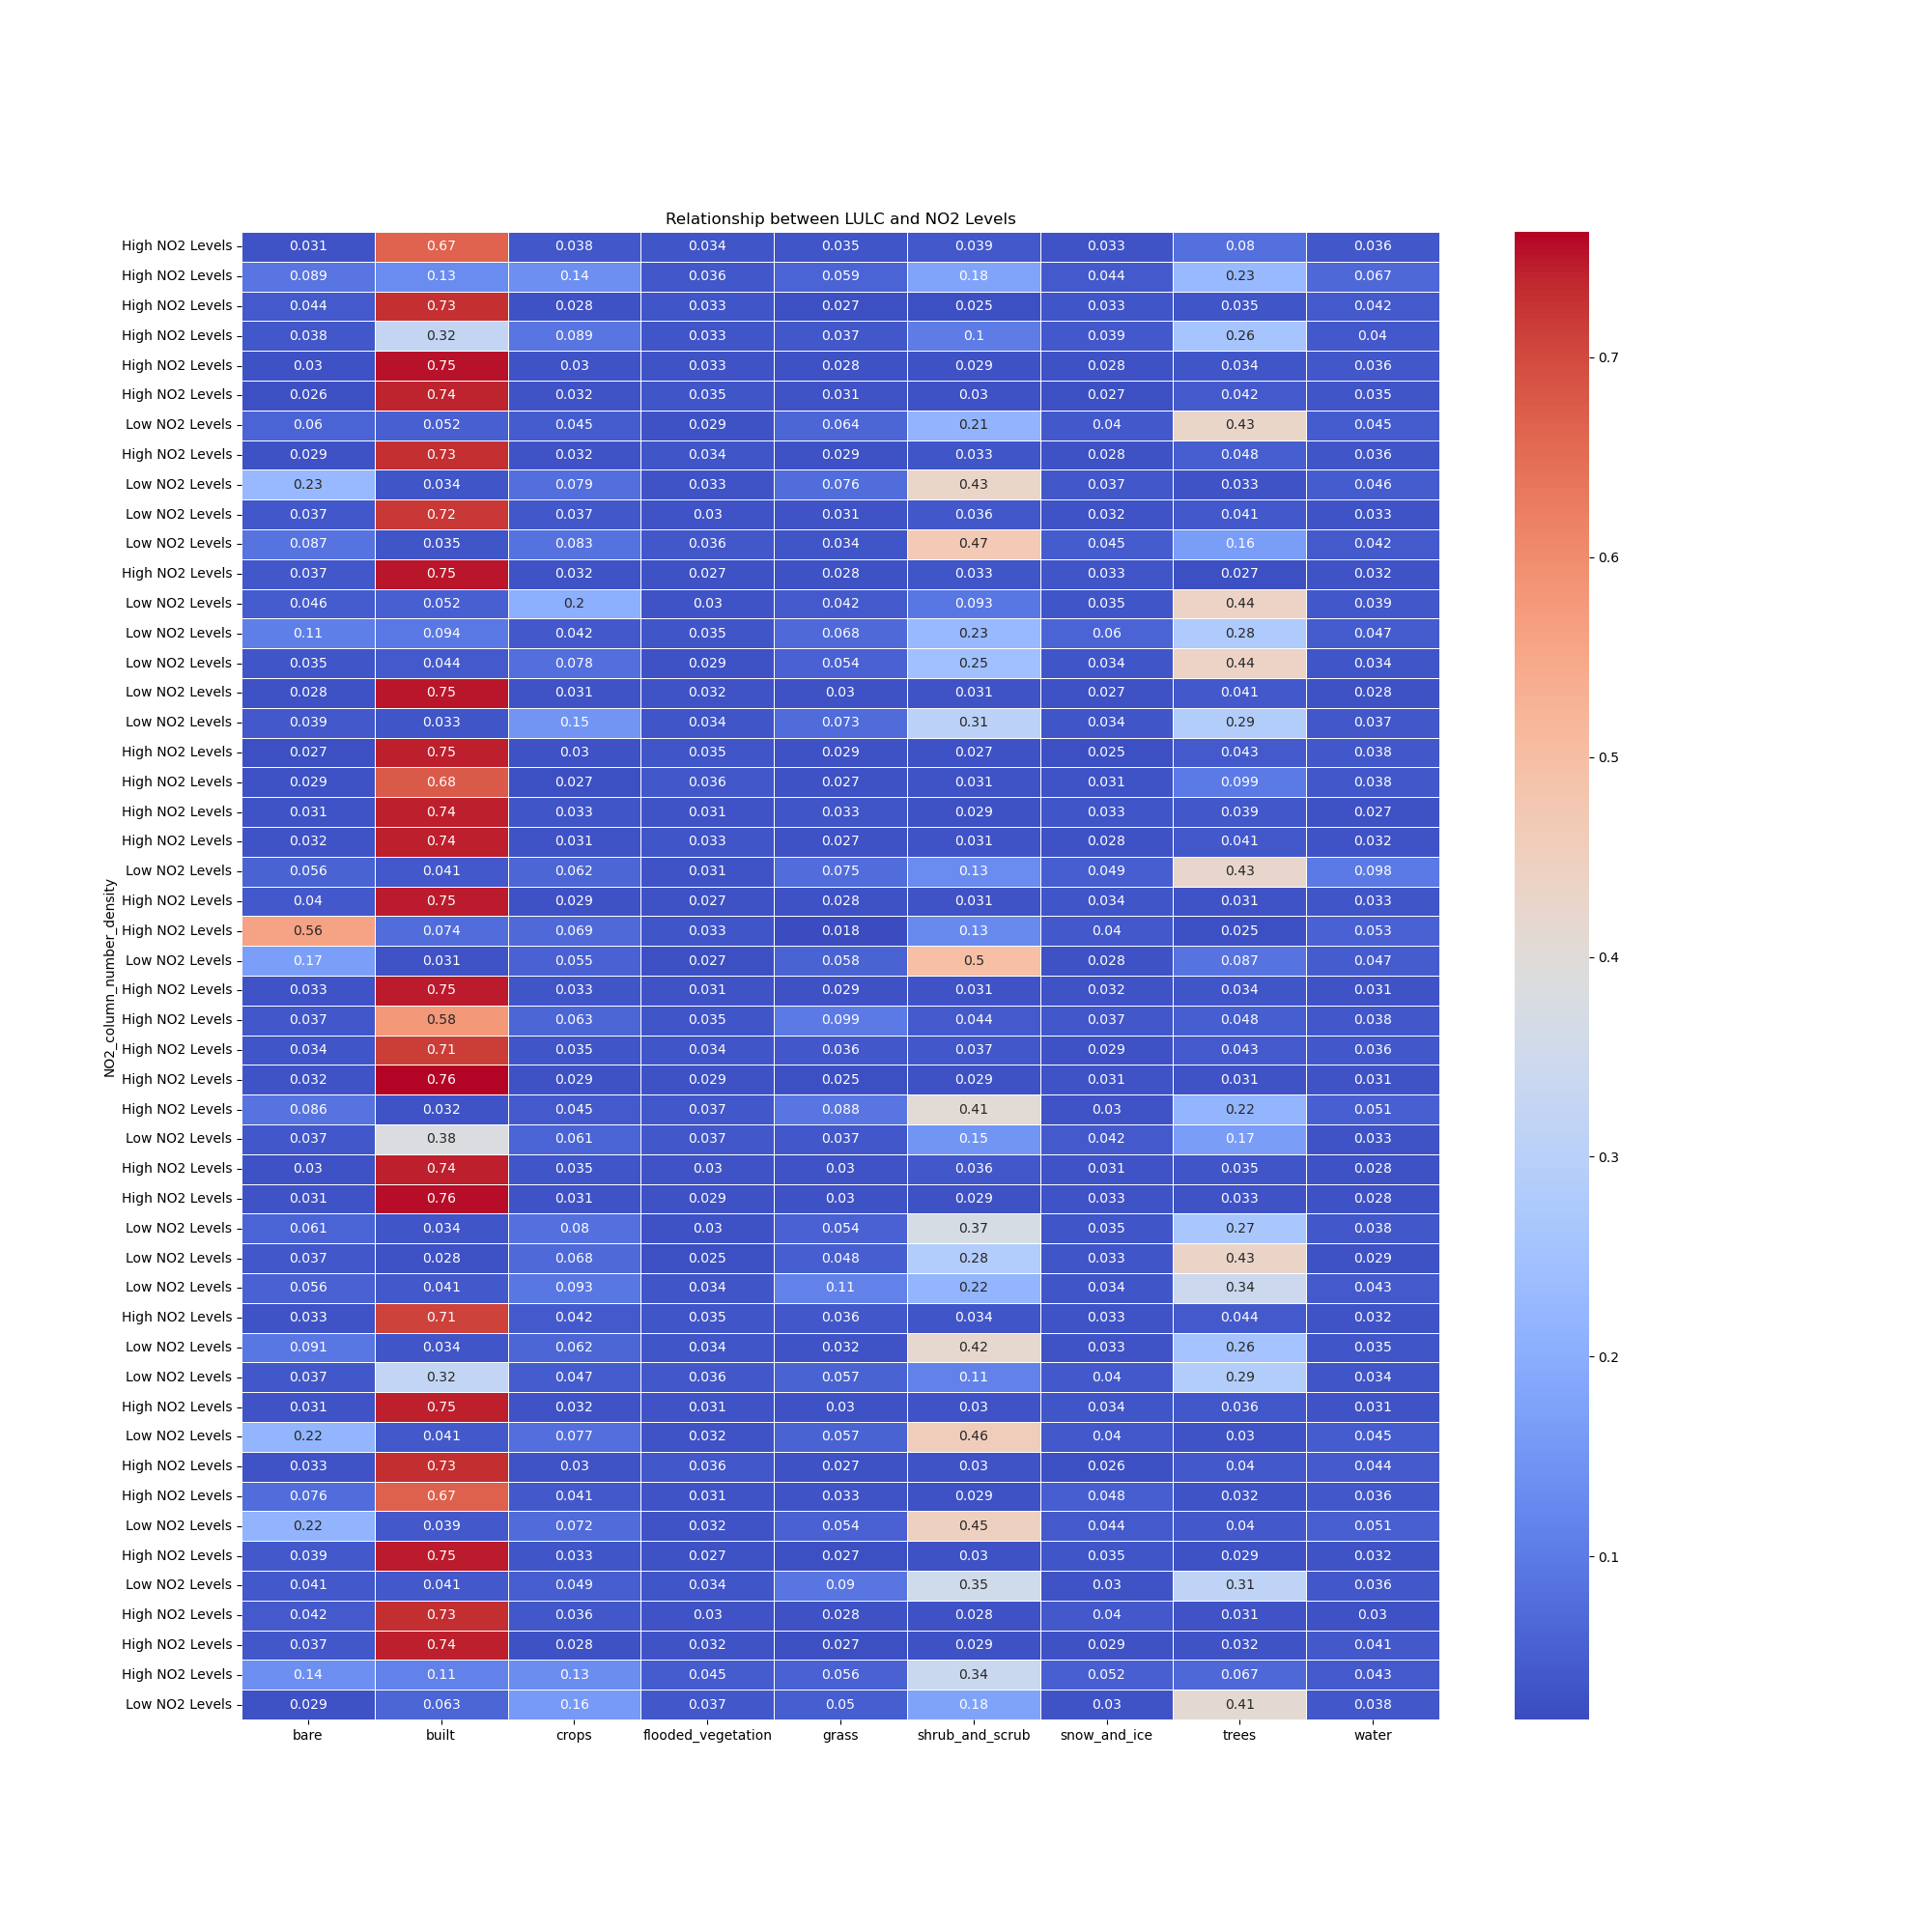 Relationship between LULC and NO2 Levels
High NO2 Levels 0.031 0.67 0.038 0.034 0.035 0.039 0.033 0.08 0.036
High NO2 Levels 0.089 0.13 0.14 0.036 0.059 0.18 0.044 0.23 0.067
High NO2 Levels 0.044 0.73 0.028 0.033 0.027 0.025 0.033 0.035 0.042
High NO2 Levels 0.038 0.32 0.089 0.033 0.037 0.1 0.039 0.26 0.04
High NO2 Levels 0.03 0.75 0.03 0.033 0.028 0.029 0.028 0.034 0.036
0.7
High NO2 Levels 0.026 0.74 0.032 0.035 0.031 0.03 0.027 0.042 0.035
Low NO2 Levels 0.06 0.052 0.045 0.029 0.064 0.21 0.04 0.43 0.045
High NO2 Levels 0.029 0.73 0.032 0.034 0.029 0.033 0.028 0.048 0.036
Low NO2 Levels 0.23 0.034 0.079 0.033 0.076 0.43 0.037 0.033 0.046
Low NO2 Levels 0.037 0.72 0.037 0.03 0.031 0.036 0.032 0.041 0.033
Low NO2 Levels 0.087 0.035 0.083 0.036 0.034 0.47 0.045 0.16 0.042
0.6
High NO2 Levels 0.037 0.75 0.032 0.027 0.028 0.033 0.033 0.027 0.032
Low NO2 Levels 0.046 0.052 0.2 0.03 0.042 0.093 0.035 0.44 0.039
Low NO2 Levels 0.11 0.094 0.042 0.035 0.068 0.23 0.06 0.28 0.047
Low NO2 Levels 0.035 0.044 0.078 0.029 0.054 0.25 0.034 0.44 0.034
Low NO2 Levels 0.028 0.75 0.031 0.032 0.03 0.031 0.027 0.041 0.028
Low NO2 Levels 0.039 0.033 0.15 0.034 0.073 0.31 0.034 0.29 0.037
High NO2 Levels 0.027 0.75 0.03 0.035 0.029 0.027 0.025 0.043 0.038
0.5
High NO2 Levels 0.029 0.68 0.027 0.036 0.027 0.031 0.031 0.099 0.038
High NO2 Levels 0.031 0.74 0.033 0.031 0.033 0.029 0.033 0.039 0.027
High NO2 Levels 0.032 0.74 0.031 0.033 0.027 0.031 0.028 0.041 0.032
Low NO2 Levels 0.056 0.041 0.062 0.031 0.075 0.13 0.049 0.43 0.098
High NO2 Levels 0.04 0.75 0.029 0.027 0.028 0.031 0.034 0.031 0.033
High NO2 Levels 0.56 0.074 0.069 0.033 0.018 0.13 0.04 0.025 0.053
Low NO2 Levels 0.17 0.031 0.055 0.027 0.058 0.5 0.028 0.087 0.047
0.4
NO2_column_number_density
High NO2 Levels 0.033 0.75 0.033 0.031 0.029 0.031 0.032 0.034 0.031
High NO2 Levels 0.037 0.58 0.063 0.035 0.099 0.044 0.037 0.048 0.038
High NO2 Levels 0.034 0.71 0.035 0.034 0.036 0.037 0.029 0.043 0.036
High NO2 Levels 0.032 0.76 0.029 0.029 0.025 0.029 0.031 0.031 0.031
High NO2 Levels 0.086 0.032 0.045 0.037 0.088 0.41 0.03 0.22 0.051
Low NO2 Levels 0.037 0.38 0.061 0.037 0.037 0.15 0.042 0.17 0.033
0.3
High NO2 Levels 0.03 0.74 0.035 0.03 0.03 0.036 0.031 0.035 0.028
High NO2 Levels 0.031 0.76 0.031 0.029 0.03 0.029 0.033 0.033 0.028
Low NO2 Levels 0.061 0.034 0.08 0.03 0.054 0.37 0.035 0.27 0.038
Low NO2 Levels 0.037 0.028 0.068 0.025 0.048 0.28 0.033 0.43 0.029
Low NO2 Levels 0.056 0.041 0.093 0.034 0.11 0.22 0.034 0.34 0.043
High NO2 Levels 0.033 0.71 0.042 0.035 0.036 0.034 0.033 0.044 0.032
Low NO2 Levels 0.091 0.034 0.062 0.034 0.032 0.42 0.033 0.26 0.035
0.2
Low NO2 Levels 0.037 0.32 0.047 0.036 0.057 0.11 0.04 0.29 0.034
High NO2 Levels 0.031 0.75 0.032 0.031 0.03 0.03 0.034 0.036 0.031
Low NO2 Levels 0.22 0.041 0.077 0.032 0.057 0.46 0.04 0.03 0.045
High NO2 Levels 0.033 0.73 0.03 0.036 0.027 0.03 0.026 0.04 0.044
High NO2 Levels 0.076 0.67 0.041 0.031 0.033 0.029 0.048 0.032 0.036
Low NO2 Levels 0.22 0.039 0.072 0.032 0.054 0.45 0.044 0.04 0.051
High NO2 Levels 0.039 0.75 0.033 0.027 0.027 0.03 0.035 0.029 0.032
0.1
Low NO2 Levels 0.041 0.041 0.049 0.034 0.09 0.35 0.03 0.31 0.036
High NO2 Levels 0.042 0.73 0.036 0.03 0.028 0.028 0.04 0.031 0.03
High NO2 Levels 0.037 0.74 0.028 0.032 0.027 0.029 0.029 0.032 0.041
High NO2 Levels 0.14 0.11 0.13 0.045 0.056 0.34 0.052 0.067 0.043
Low NO2 Levels 0.029 0.063 0.16 0.037 0.05 0.18 0.03 0.41 0.038
bare built crops flooded_vegetation grass shrub_and_scrub snow_and_ice trees water